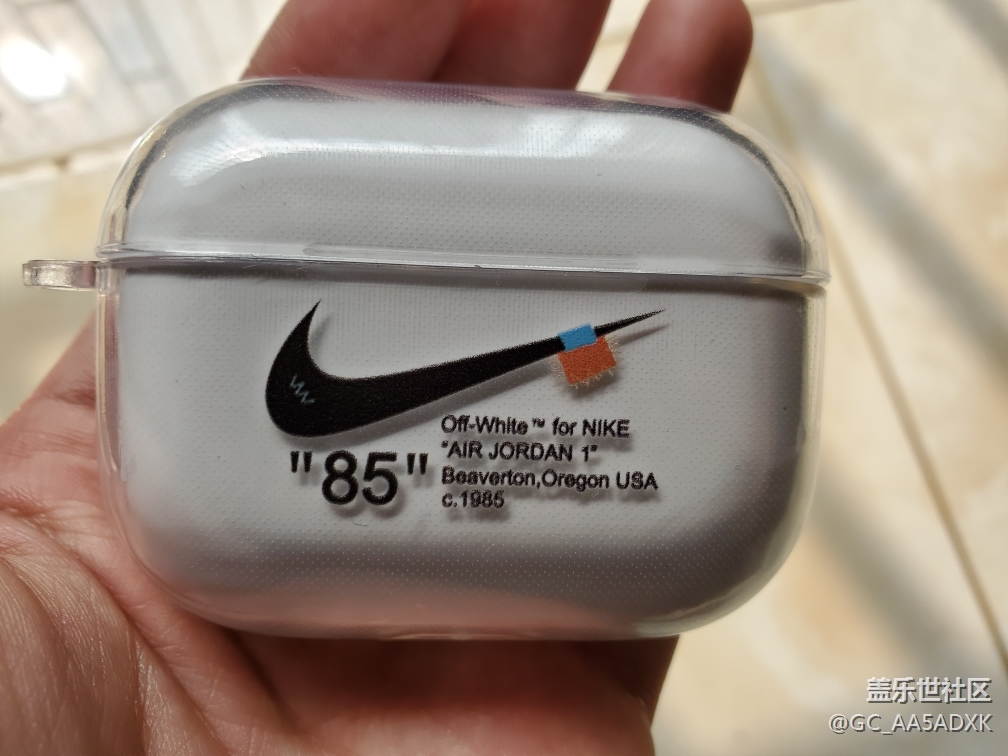 Off-White™ for NIKE
"AIR JORDAN 1"
"85"
Beaverton,Oregon USA
c.1985
盖乐世社区
@GC_AA5ADXK